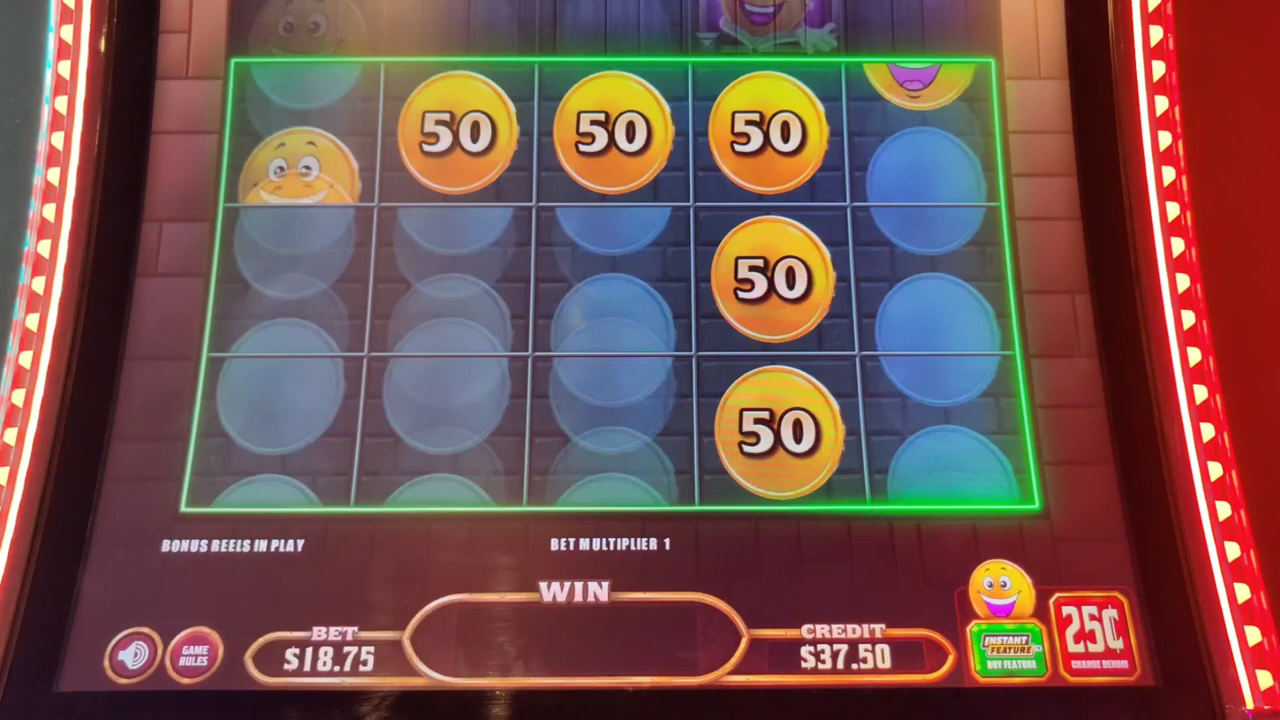 50 50 50
50
50
BONUS REELS IN PLAY
BET MULTIPLIER 1
WIN
BET
$18.75
CREDIT
$37.50
GAME
RULES
INSTANT
FEATURE™
BUY FEATURE
25¢
CHANGE DENOM